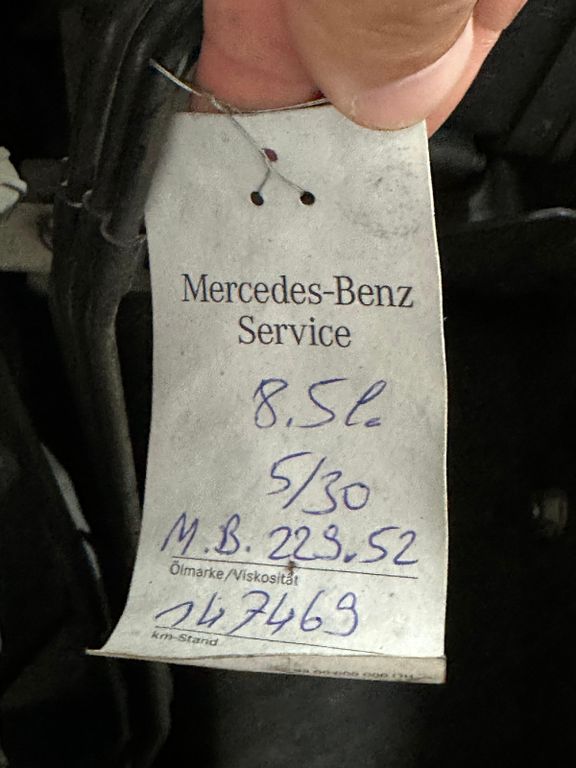 Mercedes-Benz
Service
8.5l.
5/30
M.B. 229.52
Ölmarke/Viskosität
147469
km-Stand